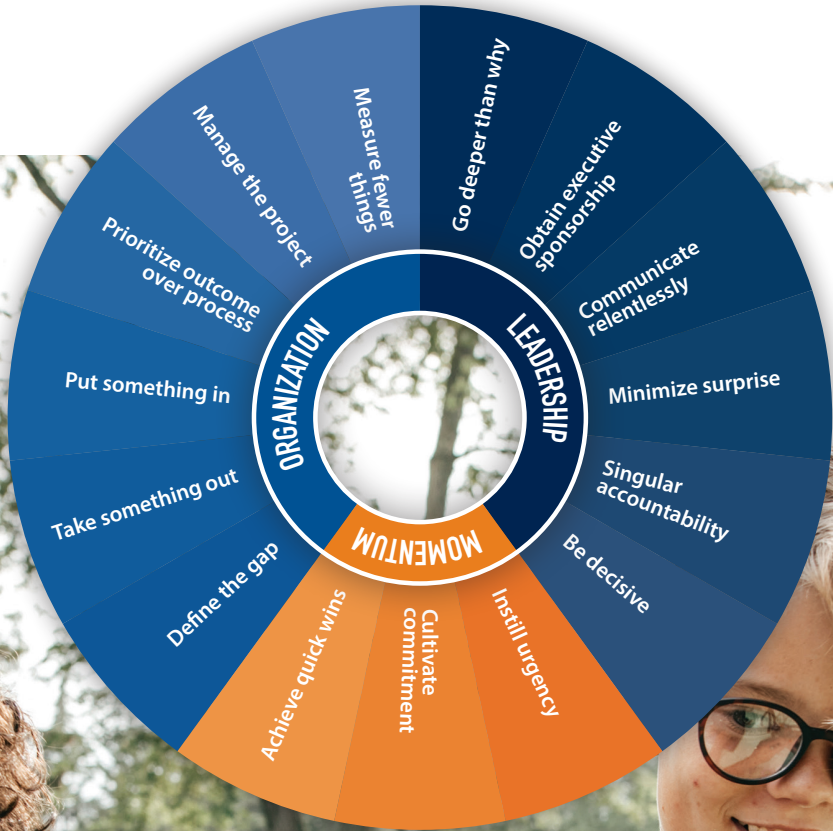 LEADERSHIP
Go deeper than why
Obtain executive
sponsorship
Communicate
relentlessly
Minimize surprise
Singular
accountability
Be decisive
MOMENTUM
Instill urgency
Cultivate
commitment
Achieve quick wins
ORGANIZATION
Define the gap
Take something out
Put something in
Prioritize outcome
over process
Manage the project
Measure fewer
things